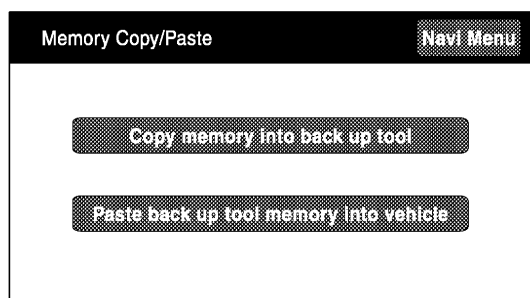 Memory Copy/Paste
Navi Menu
Copy memory into back up tool
Paste back up tool memory into vehicle